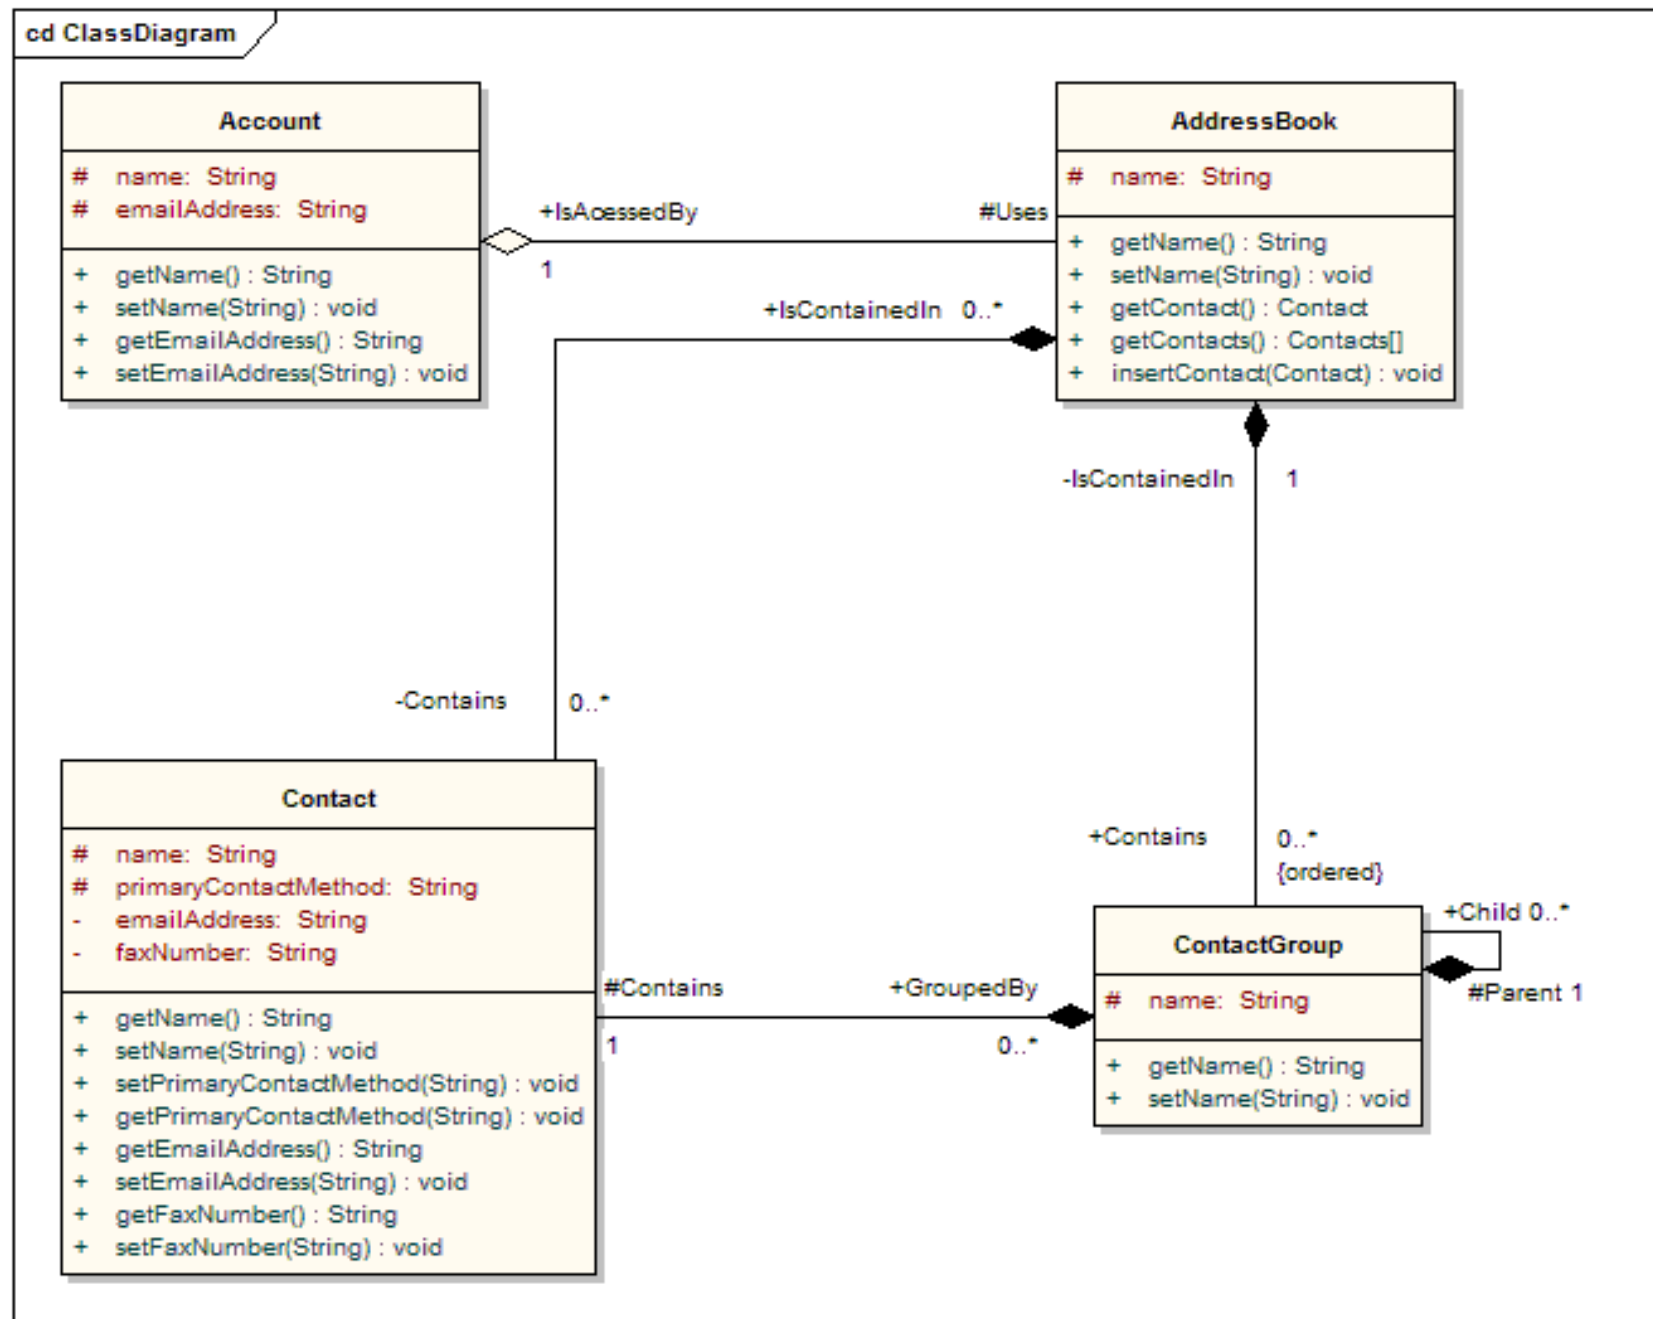 cd ClassDiagram
Account
# name: String
# emailAddress: String
+ getName() : String
+ setName(String) : void
+ getEmailAddress() : String
+ setEmailAddress(String) : void
+IsAcessedBy
1
#Uses
AddressBook
# name: String
+ getName() : String
+ setName(String) : void
+ getContact() : Contact
+ getContacts() : Contacts[]
+ insertContact(Contact) : void
+IsContainedIn 0..*
-IsContainedIn 1
-Contains 0..*
+Contains 0..*
{ordered}
Contact
# name: String
# primaryContactMethod: String
- emailAddress: String
- faxNumber: String
+ getName() : String
+ setName(String) : void
+ setPrimaryContactMethod(String) : void
+ getPrimaryContactMethod(String) : void
+ getEmailAddress() : String
+ setEmailAddress(String) : void
+ getFaxNumber() : String
+ setFaxNumber(String) : void
#Contains
1
+GroupedBy
0..*
+Child 0..*
#Parent 1
ContactGroup
# name: String
+ getName() : String
+ setName(String) : void